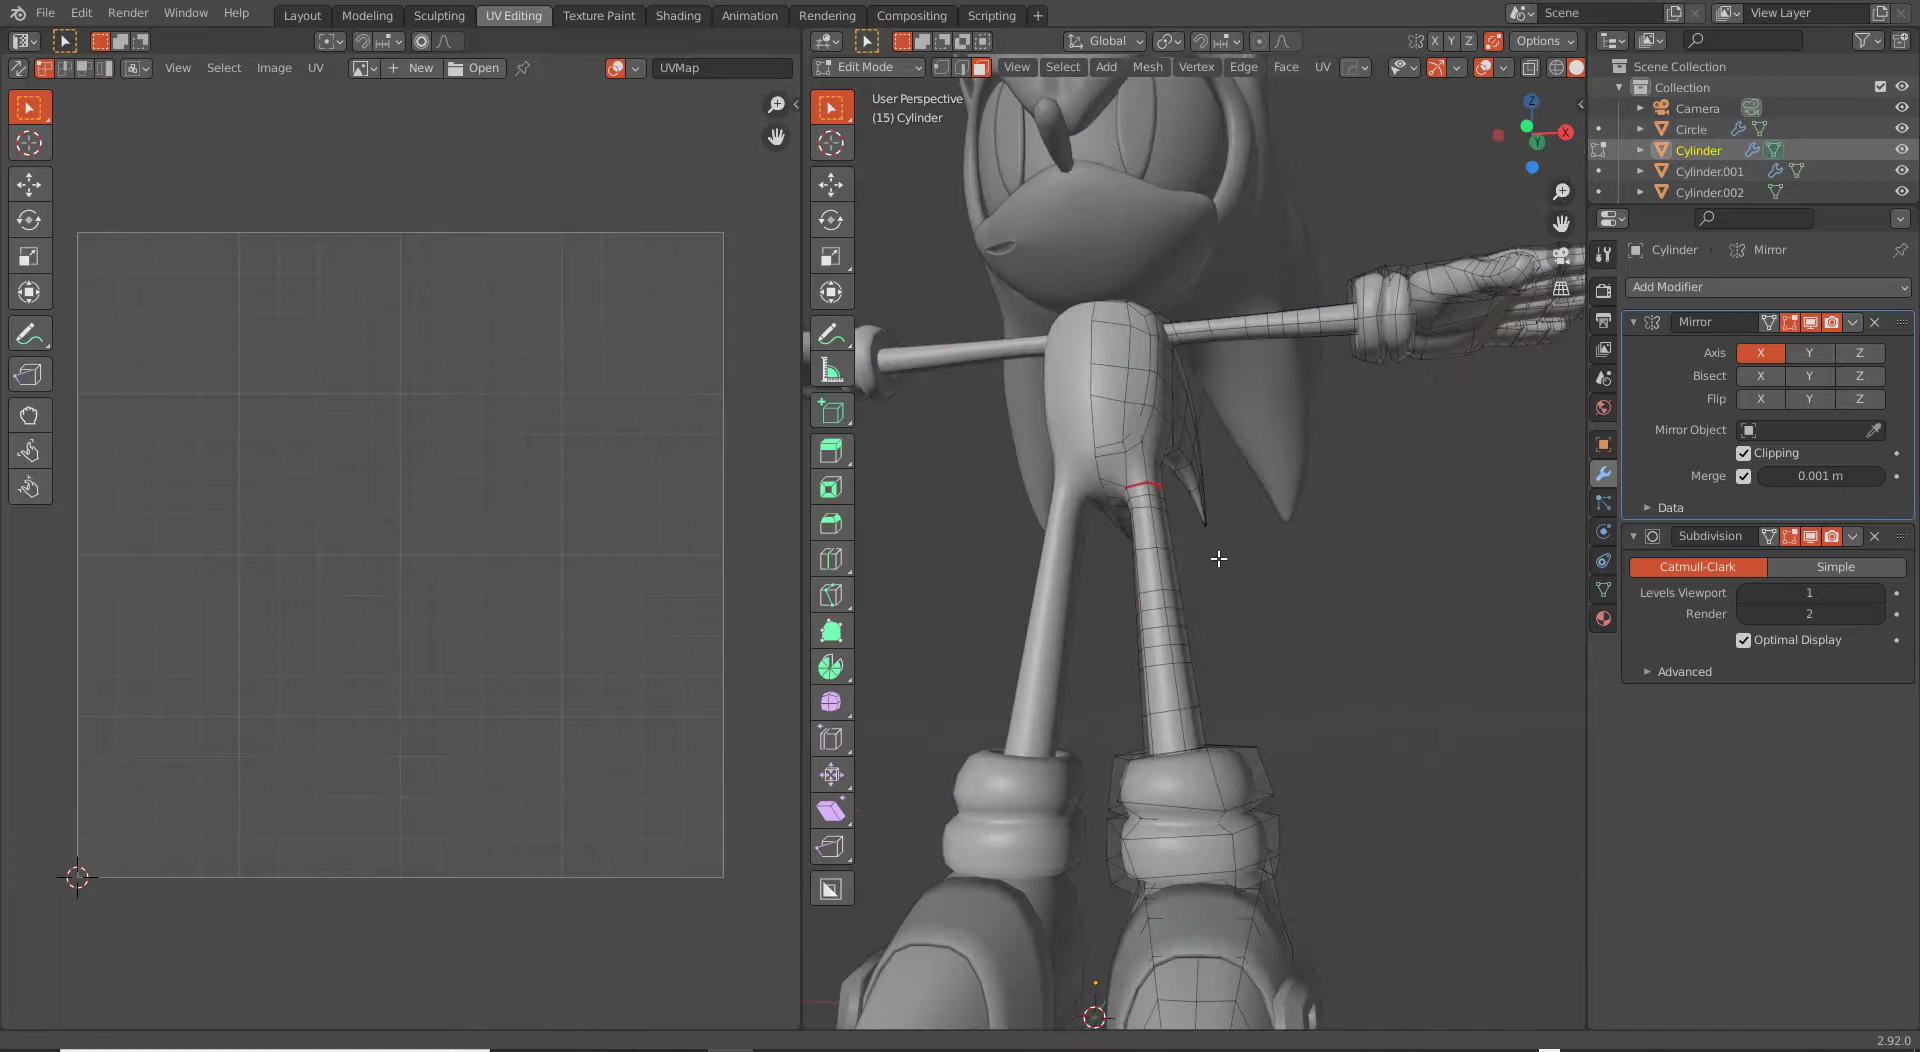 File Edit Render Window Help
Layout Modeling Sculpting UV Editing Texture Paint Shading Animation Rendering Compositing Scripting
Scene
View Layer
Global
X Y Z
Options
View Select Image UV
New
Open
UVMap
Edit Mode
View Select Add Mesh Vertex Edge Face UV
User Perspective
(15) Cylinder
Z
X
Y
Scene Collection
Collection
Camera
Circle
Cylinder
Cylinder.001
Cylinder.002
Cylinder Mirror
Add Modifier
Mirror
Axis X Y Z
Bisect X Y Z
Flip X Y Z
Mirror Object
Clipping
Merge 0.001 m
Data
Subdivision
Catmull-Clark Simple
Levels Viewport 1
Render 2
Optimal Display
Advanced
2.92.0